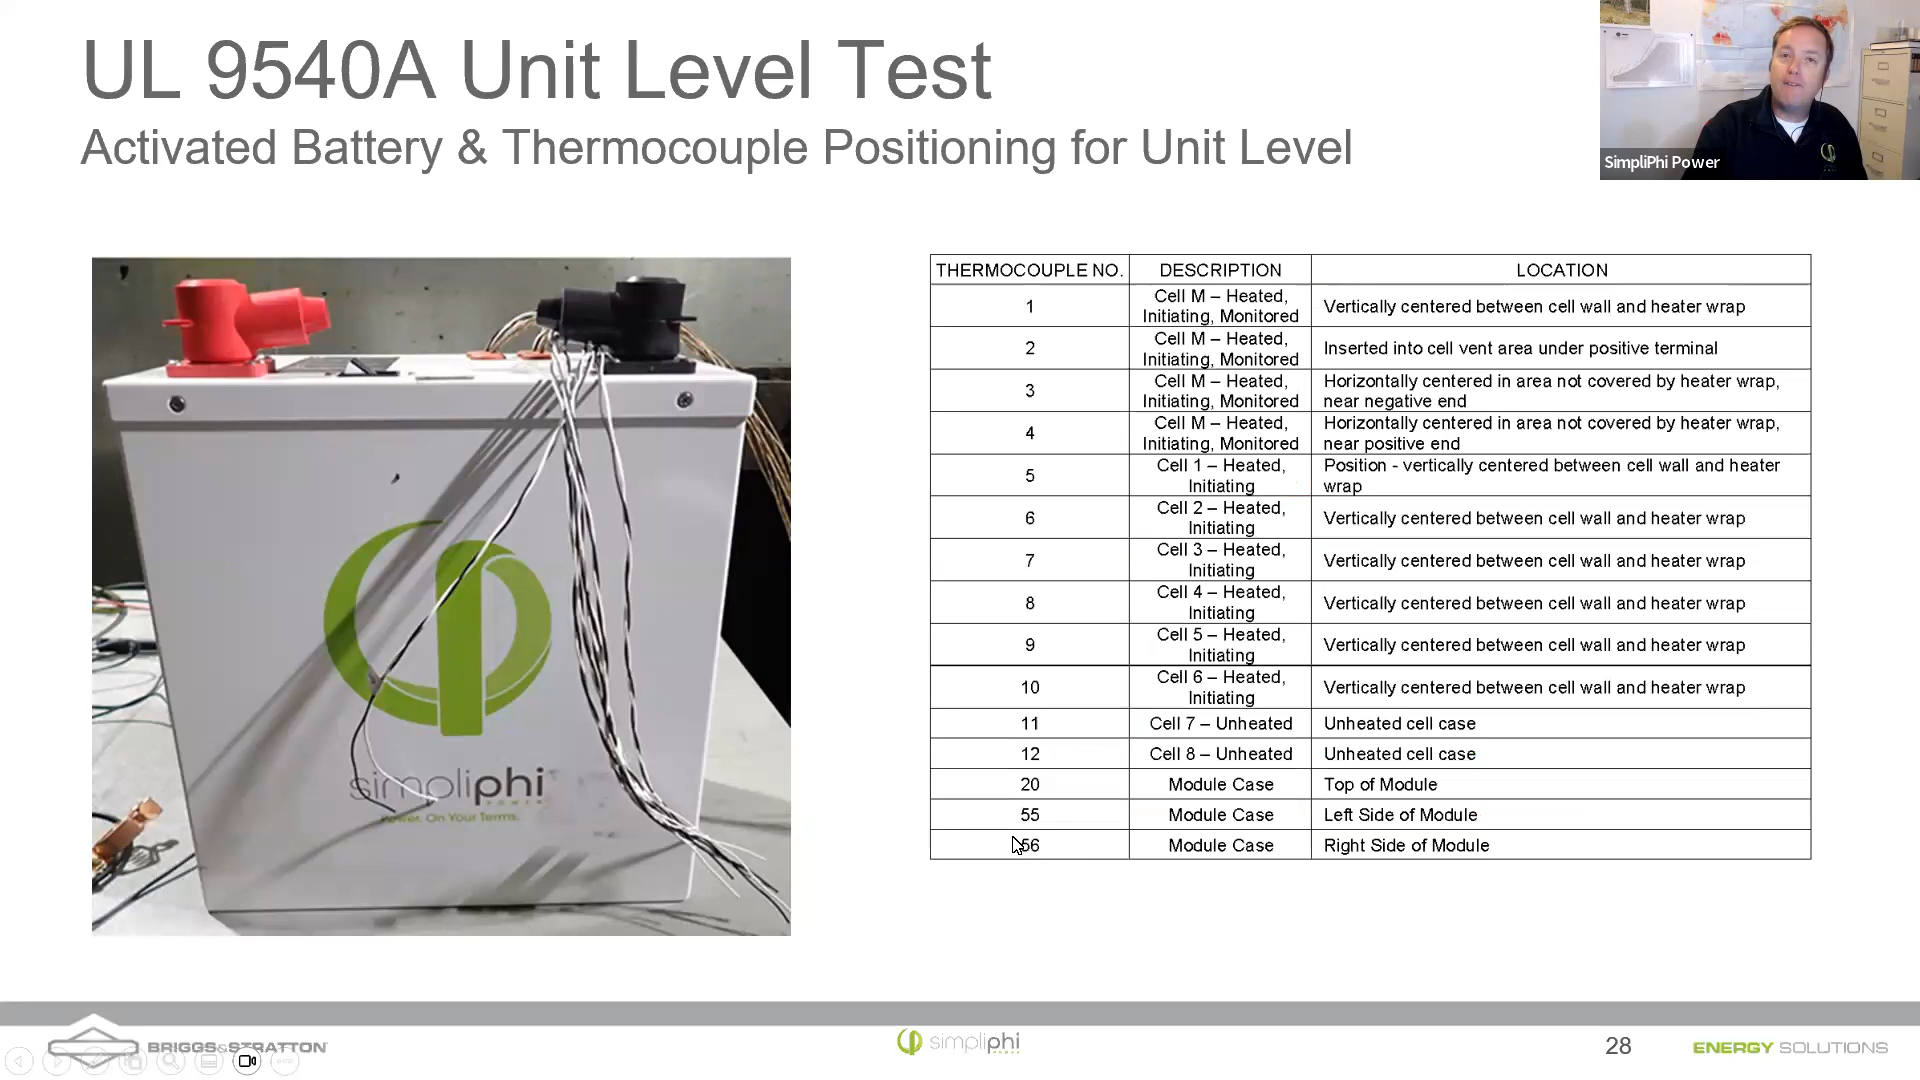 UL 9540A Unit Level Test
Activated Battery & Thermocouple Positioning for Unit Level
SimpliPhi Power
simpliphi
POWER
Power. On Your Terms.
THERMOCOUPLE NO. DESCRIPTION LOCATION
1 Cell M – Heated, Initiating, Monitored Vertically centered between cell wall and heater wrap
2 Cell M – Heated, Initiating, Monitored Inserted into cell vent area under positive terminal
3 Cell M – Heated, Initiating, Monitored Horizontally centered in area not covered by heater wrap, near negative end
4 Cell M – Heated, Initiating, Monitored Horizontally centered in area not covered by heater wrap, near positive end
5 Cell 1 – Heated, Initiating Position - vertically centered between cell wall and heater wrap
6 Cell 2 – Heated, Initiating Vertically centered between cell wall and heater wrap
7 Cell 3 – Heated, Initiating Vertically centered between cell wall and heater wrap
8 Cell 4 – Heated, Initiating Vertically centered between cell wall and heater wrap
9 Cell 5 – Heated, Initiating Vertically centered between cell wall and heater wrap
10 Cell 6 – Heated, Initiating Vertically centered between cell wall and heater wrap
11 Cell 7 – Unheated Unheated cell case
12 Cell 8 – Unheated Unheated cell case
20 Module Case Top of Module
55 Module Case Left Side of Module
56 Module Case Right Side of Module
BRIGGS&STRATTON
simpliphi
POWER
28
ENERGY SOLUTIONS